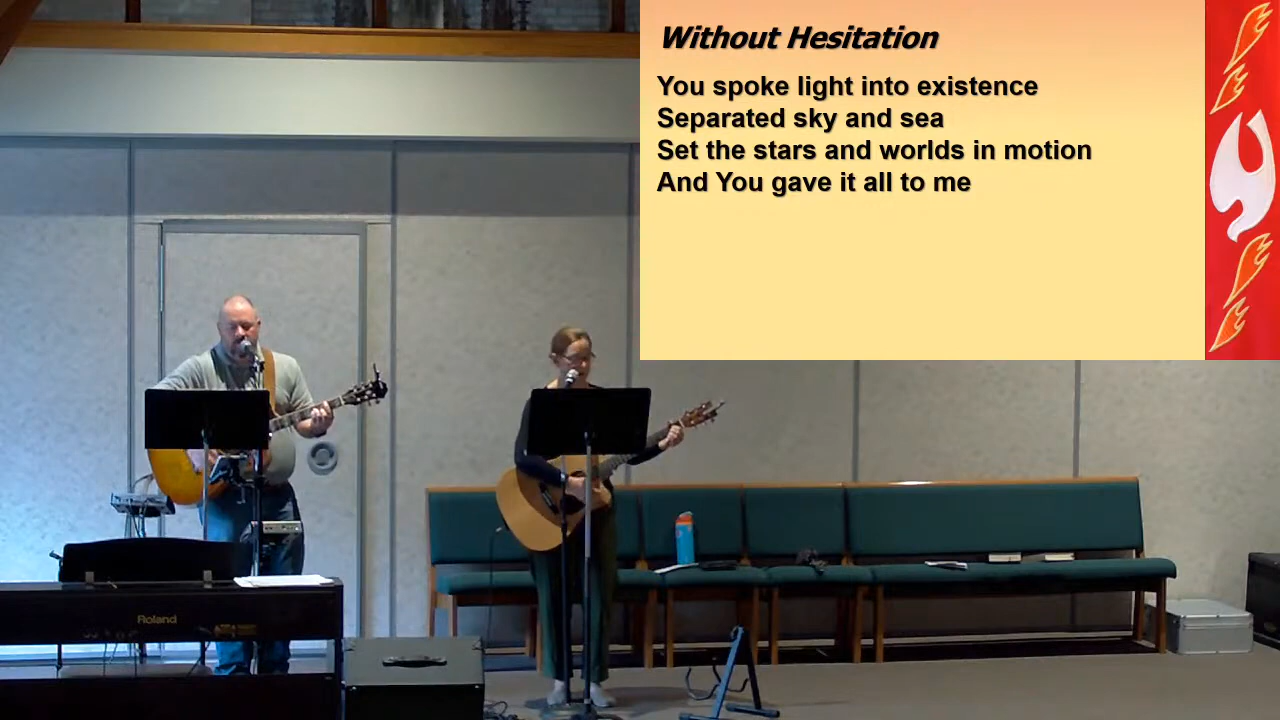 Without Hesitation
You spoke light into existence
Separated sky and sea
Set the stars and worlds in motion
And You gave it all to me
Roland